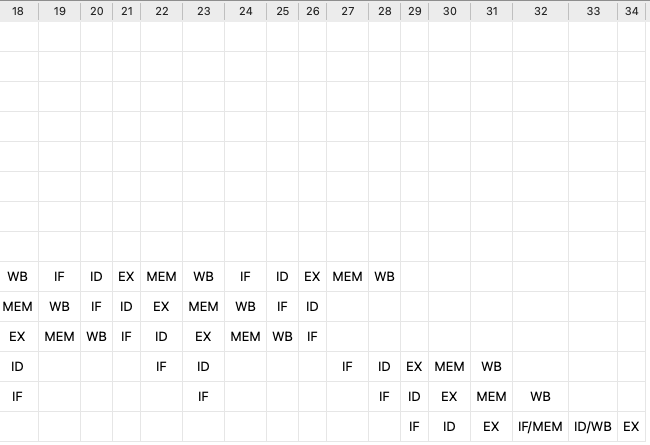 18 19 20 21 22 23 24 25 26 27 28 29 30 31 32 33 34
WB IF ID EX MEM WB IF ID EX MEM WB
MEM WB IF ID EX MEM WB IF ID
EX MEM WB IF ID EX MEM WB IF
ID IF ID IF ID EX MEM WB
IF IF IF ID EX MEM WB
IF ID EX IF/MEM ID/WB EX